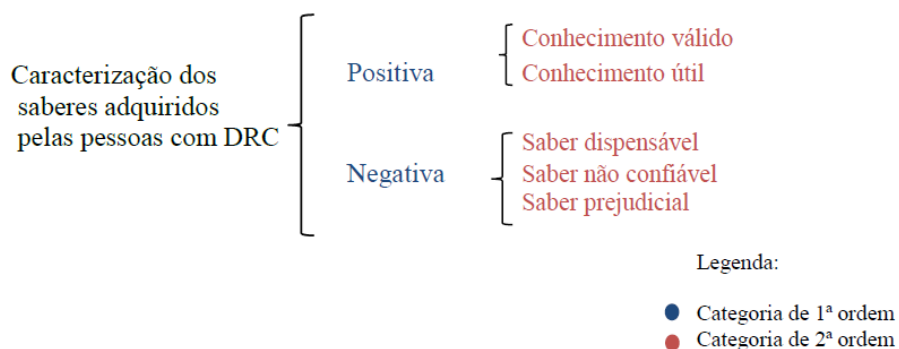 Caracterização dos
saberes adquiridos
pelas pessoas com DRC
Positiva
Conhecimento válido
Conhecimento útil
Negativa
Saber dispensável
Saber não confiável
Saber prejudicial
Legenda:
Categoria de 1ª ordem
Categoria de 2ª ordem